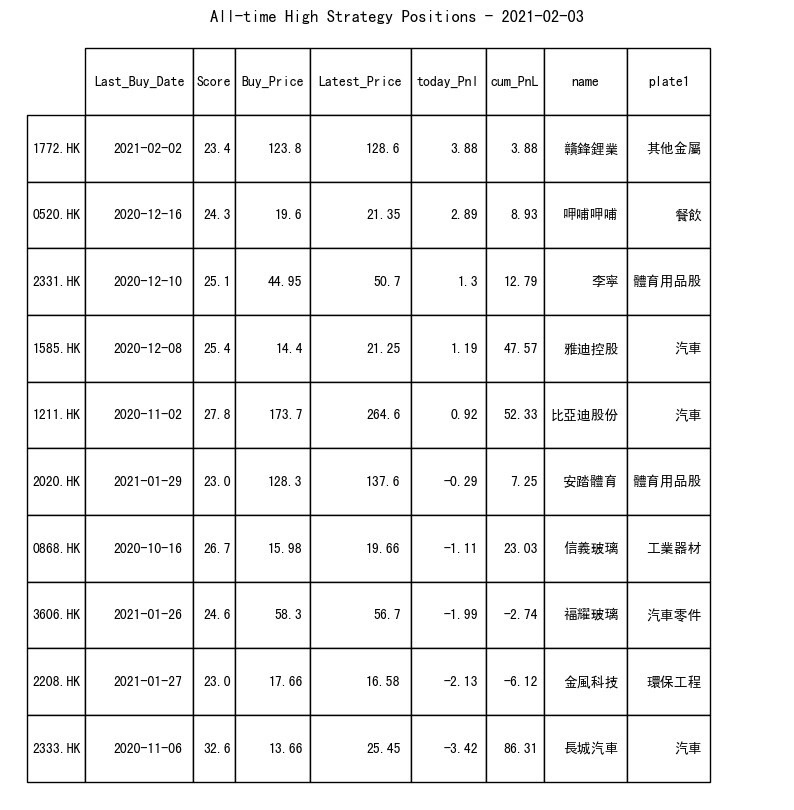 All-time High Strategy Positions - 2021-02-03
Last_Buy_Date Score Buy_Price Latest_Price today_Pnl cum_PnL name plate1
1772.HK 2021-02-02 23.4 123.8 128.6 3.88 3.88 贛鋒鋰業 其他金屬
0520.HK 2020-12-16 24.3 19.6 21.35 2.89 8.93 呷哺呷哺 餐飲
2331.HK 2020-12-10 25.1 44.95 50.7 1.3 12.79 李寧 體育用品股
1585.HK 2020-12-08 25.4 14.4 21.25 1.19 47.57 雅迪控股 汽車
1211.HK 2020-11-02 27.8 173.7 264.6 0.92 52.33 比亞迪股份 汽車
2020.HK 2021-01-29 23.0 128.3 137.6 -0.29 7.25 安踏體育 體育用品股
0868.HK 2020-10-16 26.7 15.98 19.66 -1.11 23.03 信義玻璃 工業器材
3606.HK 2021-01-26 24.6 58.3 56.7 -1.99 -2.74 福耀玻璃 汽車零件
2208.HK 2021-01-27 23.0 17.66 16.58 -2.13 -6.12 金風科技 環保工程
2333.HK 2020-11-06 32.6 13.66 25.45 -3.42 86.31 長城汽車 汽車